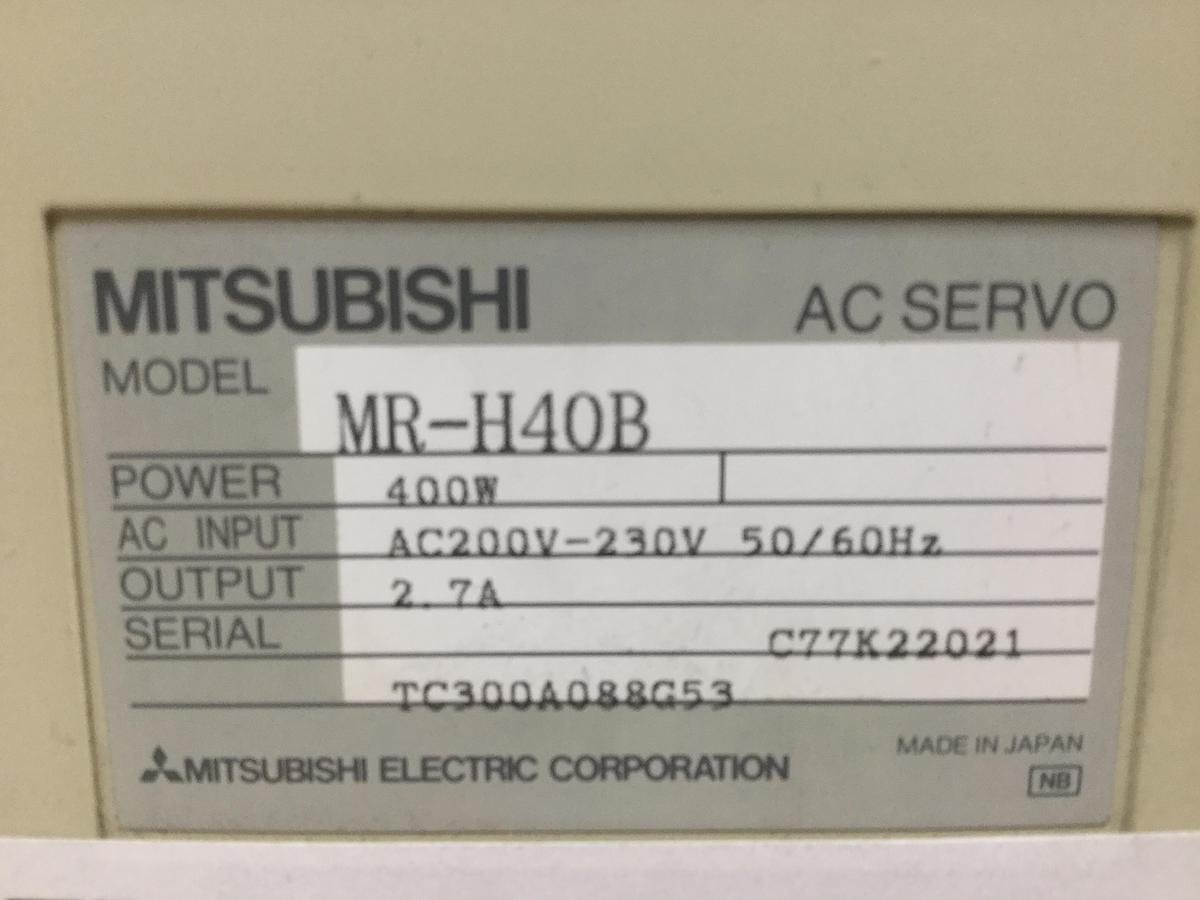 MITSUBISHI AC SERVO
MODEL MR-H40B
POWER 400W
AC INPUT AC200V-230V 50/60Hz
OUTPUT 2.7A
SERIAL C77K22021
TC300A088G53
MITSUBISHI ELECTRIC CORPORATION
MADE IN JAPAN
NB